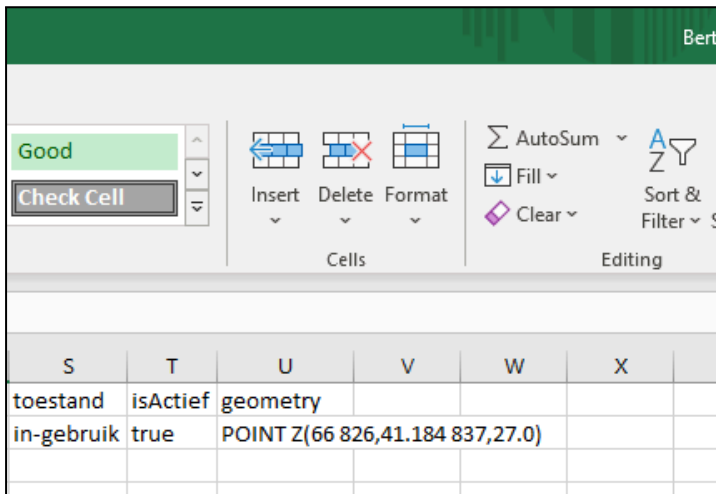 Bert
Good
Check Cell
Insert Delete Format
Cells
AutoSum
Fill
Clear
A
Z
Sort &
Filter
Editing
S T U V W X
toestand isActief geometry
in-gebruik true POINT Z(66 826,41.184 837,27.0)